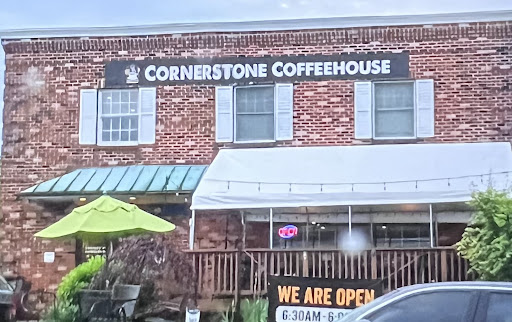 CORNERSTONE COFFEEHOUSE
OPEN
WE ARE OPEN
6:30AM-6: